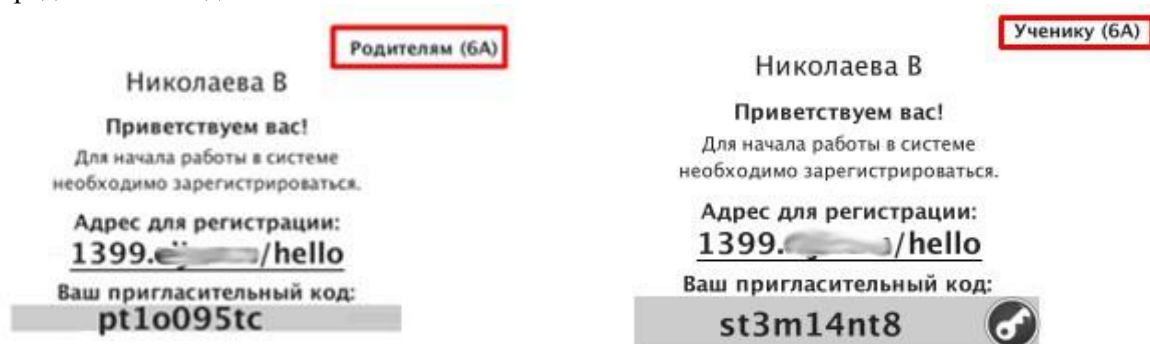 Родителям (6А)
Николаева В
Приветствуем вас!
Для начала работы в системе
необходимо зарегистрироваться.
Адрес для регистрации:
1399. /hello
Ваш пригласительный код:
pt1o095tc
Ученику (6А)
Николаева В
Приветствуем вас!
Для начала работы в системе
необходимо зарегистрироваться.
Адрес для регистрации:
1399. /hello
Ваш пригласительный код:
st3m14nt8